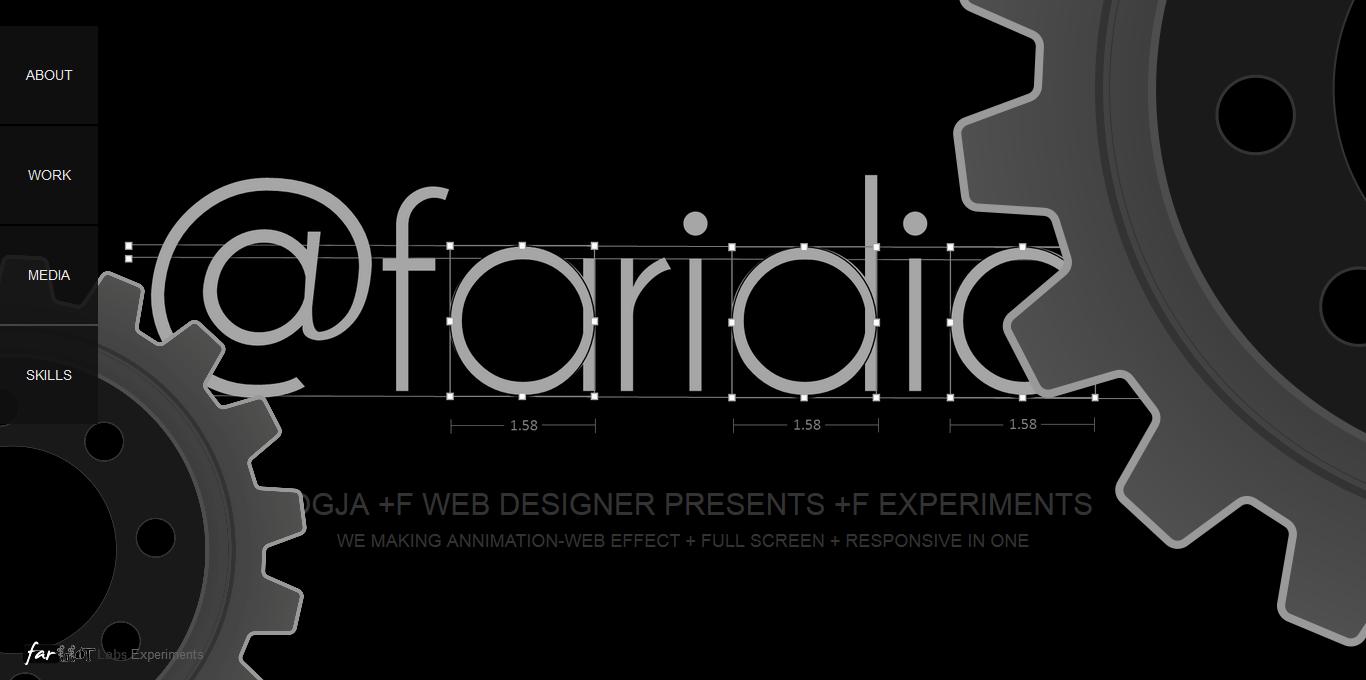 ABOUT
WORK
MEDIA
SKILLS
@faridic
1.58 1.58 1.58
OGJA +F WEB DESIGNER PRESENTS +F EXPERIMENTS
WE MAKING ANNIMATION-WEB EFFECT + FULL SCREEN + RESPONSIVE IN ONE
far Labs Experiments